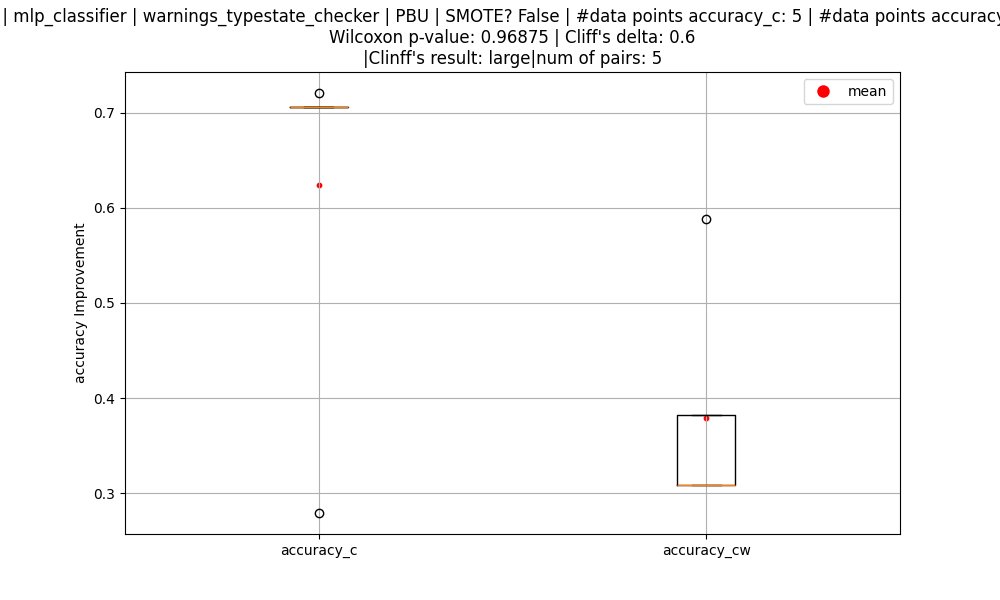 | mlp_classifier | warnings_typestate_checker | PBU | SMOTE? False | #data points accuracy_c: 5 | #data points accuracy
Wilcoxon p-value: 0.96875 | Cliff's delta: 0.6
|Clinff's result: large|num of pairs: 5
mean
0.7
0.6
0.5
0.4
0.3
accuracy Improvement
accuracy_c accuracy_cw